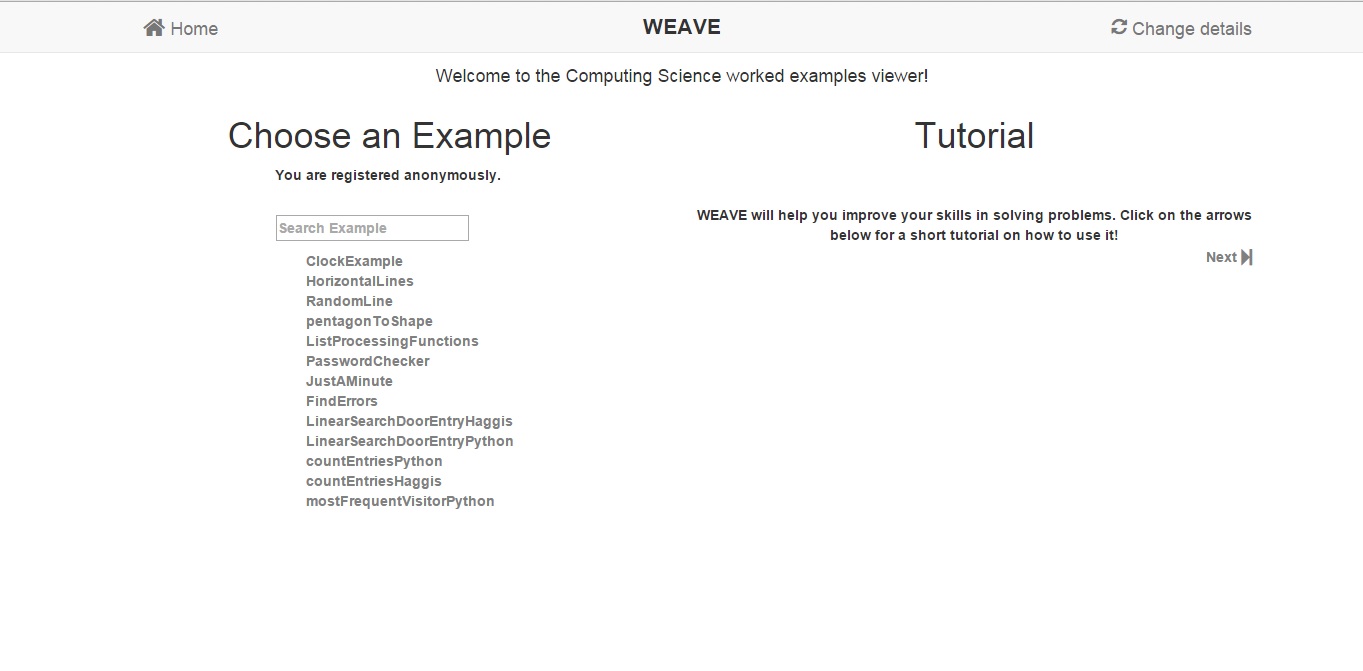 Home
WEAVE
Change details
Welcome to the Computing Science worked examples viewer!
Choose an Example
You are registered anonymously.
Search Example
ClockExample
HorizontalLines
RandomLine
pentagonToShape
ListProcessingFunctions
PasswordChecker
JustAMinute
FindErrors
LinearSearchDoorEntryHaggis
LinearSearchDoorEntryPython
countEntriesPython
countEntriesHaggis
mostFrequentVisitorPython
Tutorial
WEAVE will help you improve your skills in solving problems. Click on the arrows
below for a short tutorial on how to use it!
Next